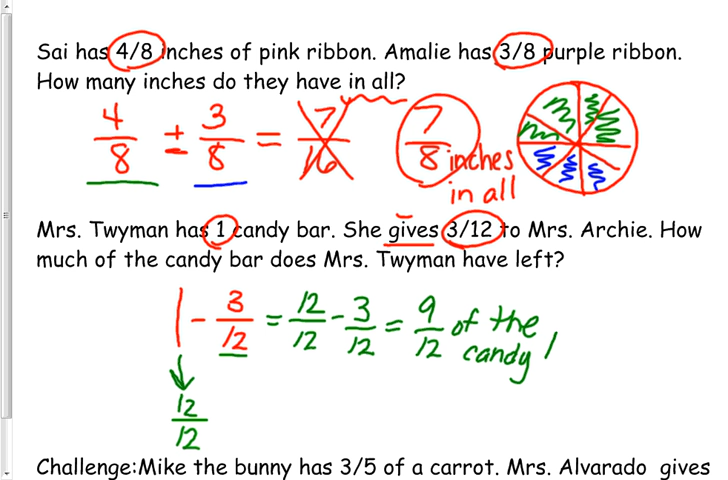 Sai has 4/8 inches of pink ribbon. Amalie has 3/8 purple ribbon.
How many inches do they have in all?
4/8 + 3/8 = 7/16 7/8 inches
in all
Mrs. Twyman has 1 candy bar. She gives 3/12 to Mrs. Archie. How
much of the candy bar does Mrs. Twyman have left?
1 - 3/12 = 12/12 - 3/12 = 9/12 of the
candy
12/12
Challenge:Mike the bunny has 3/5 of a carrot. Mrs. Alvarado gives